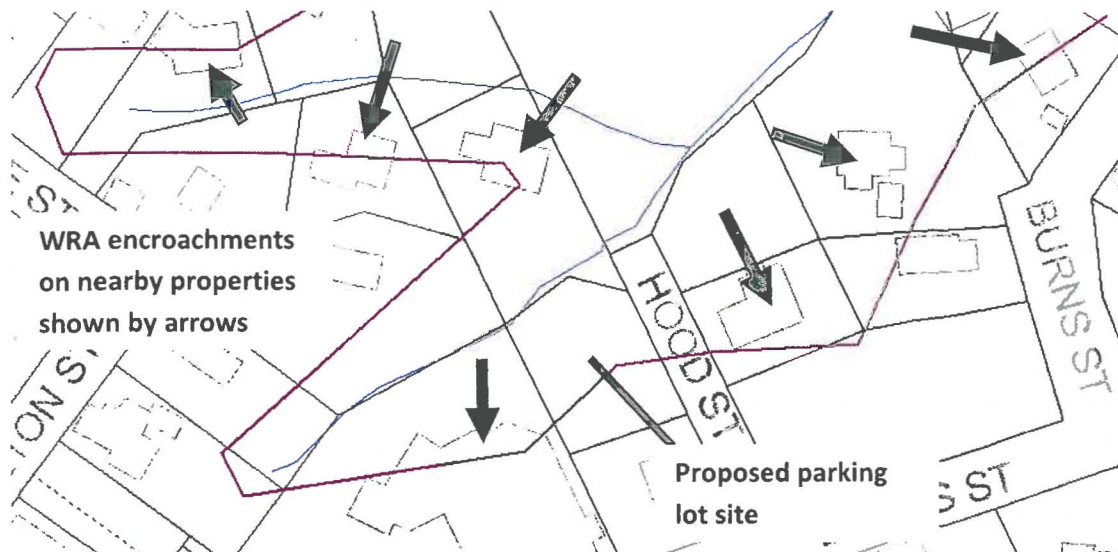 WRA encroachments
on nearby properties
shown by arrows
HOOD ST
BURNS ST
Proposed parking
lot site